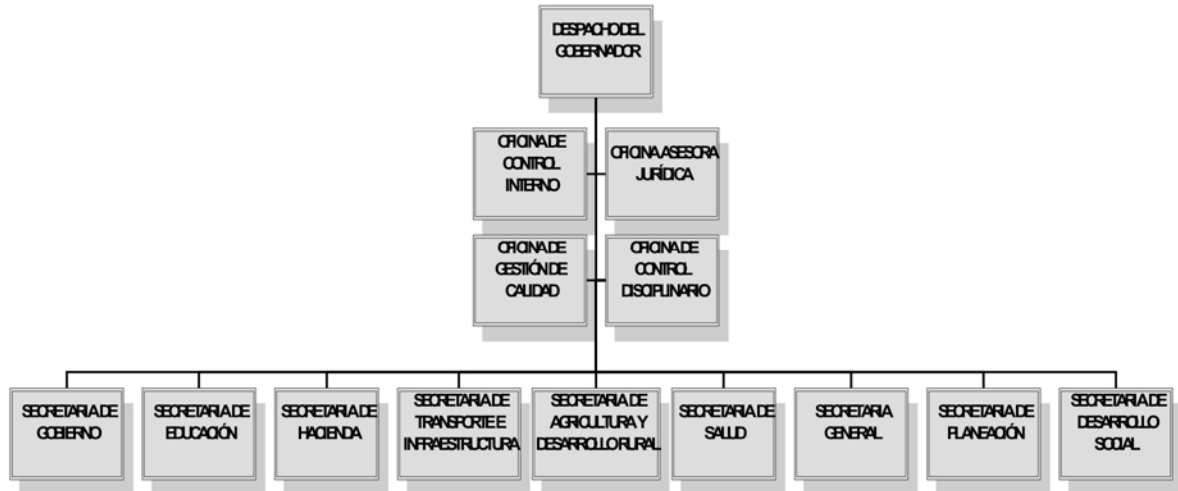 DESPACHO DEL
GOBERNADOR
OFICINA DE
CONTROL
INTERNO
OFICINA ASESORA
JURÍDICA
OFICINA DE
GESTIÓN DE
CALIDAD
OFICINA DE
CONTROL
DISCIPLINARIO
SECRETARIA DE
GOBIERNO
SECRETARIA DE
EDUCACIÓN
SECRETARIA DE
HACIENDA
SECRETARIA DE
TRANSPORTE E
INFRAESTRUCTURA
SECRETARIA DE
AGRICULTURA Y
DESARROLLO RURAL
SECRETARIA DE
SALUD
SECRETARIA
GENERAL
SECRETARIA DE
PLANEACIÓN
SECRETARIA DE
DESARROLLO
SOCIAL